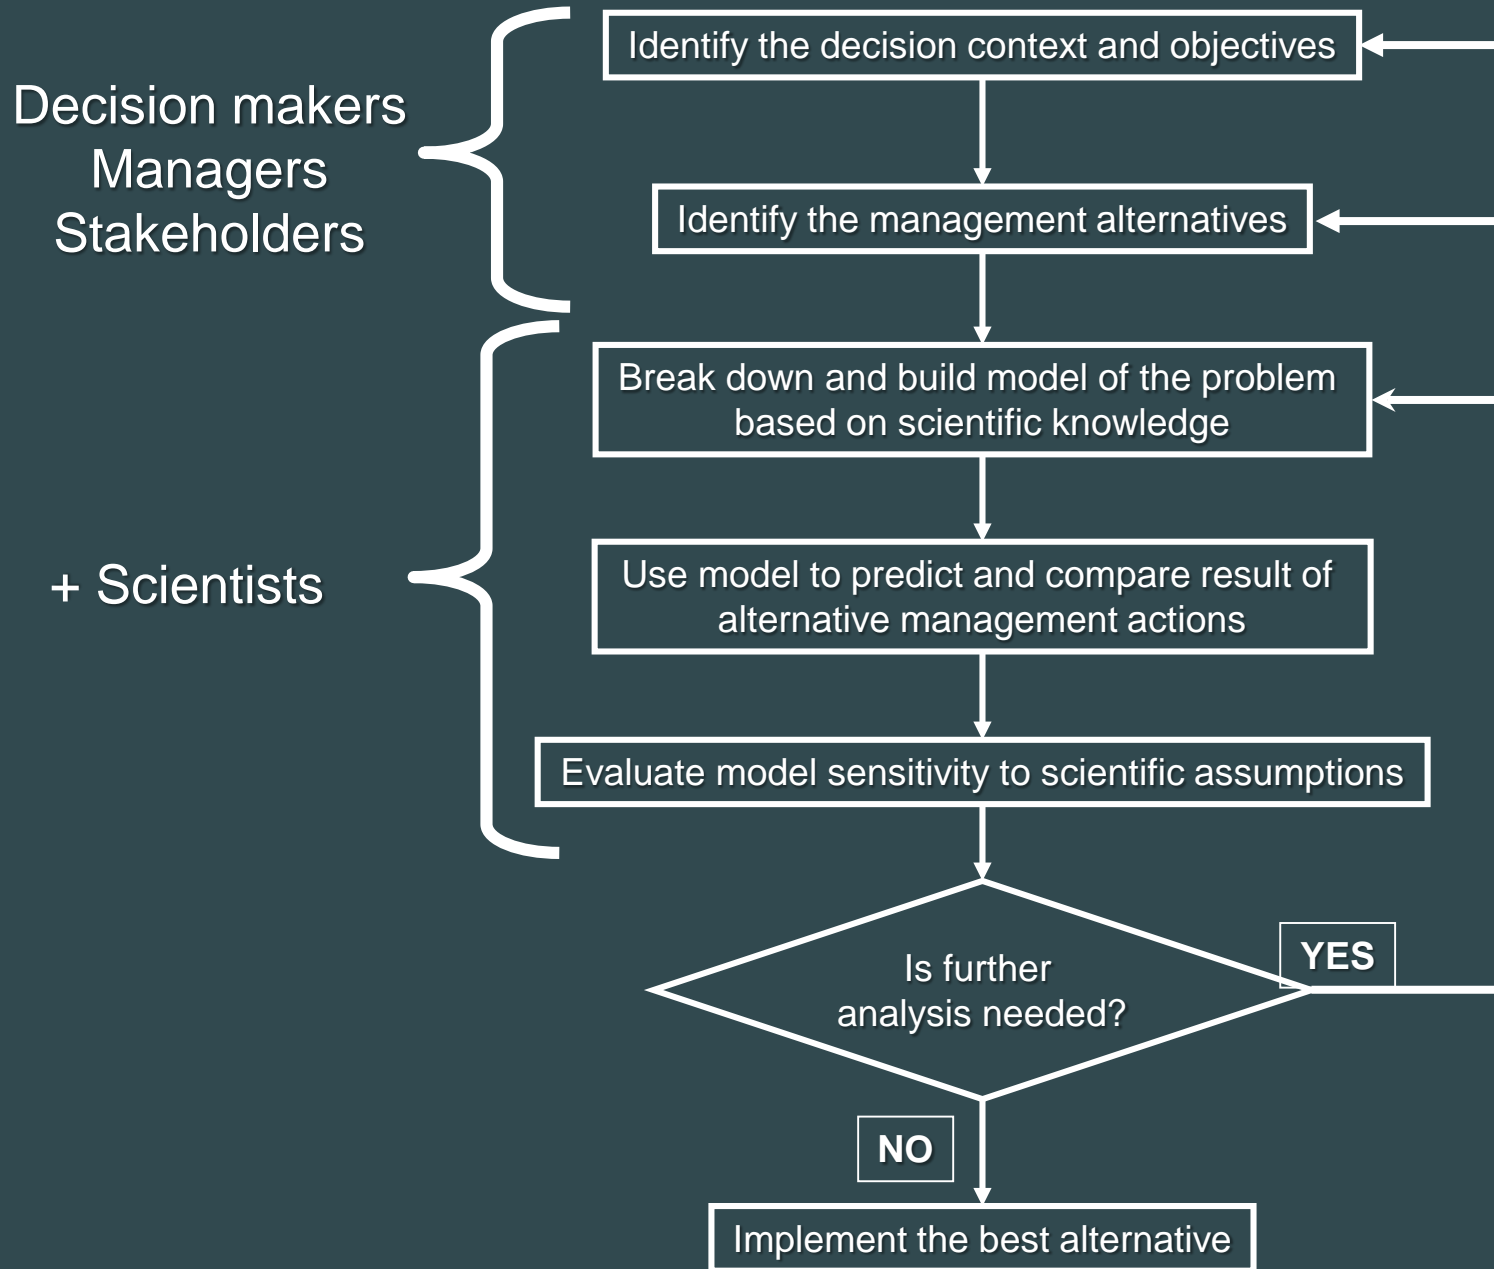 Identify the decision context and objectives
Decision makers
Managers
Stakeholders
Identify the management alternatives
Break down and build model of the problem
based on scientific knowledge
+ Scientists
Use model to predict and compare result of
alternative management actions
Evaluate model sensitivity to scientific assumptions
Is further
analysis needed?
YES
NO
Implement the best alternative